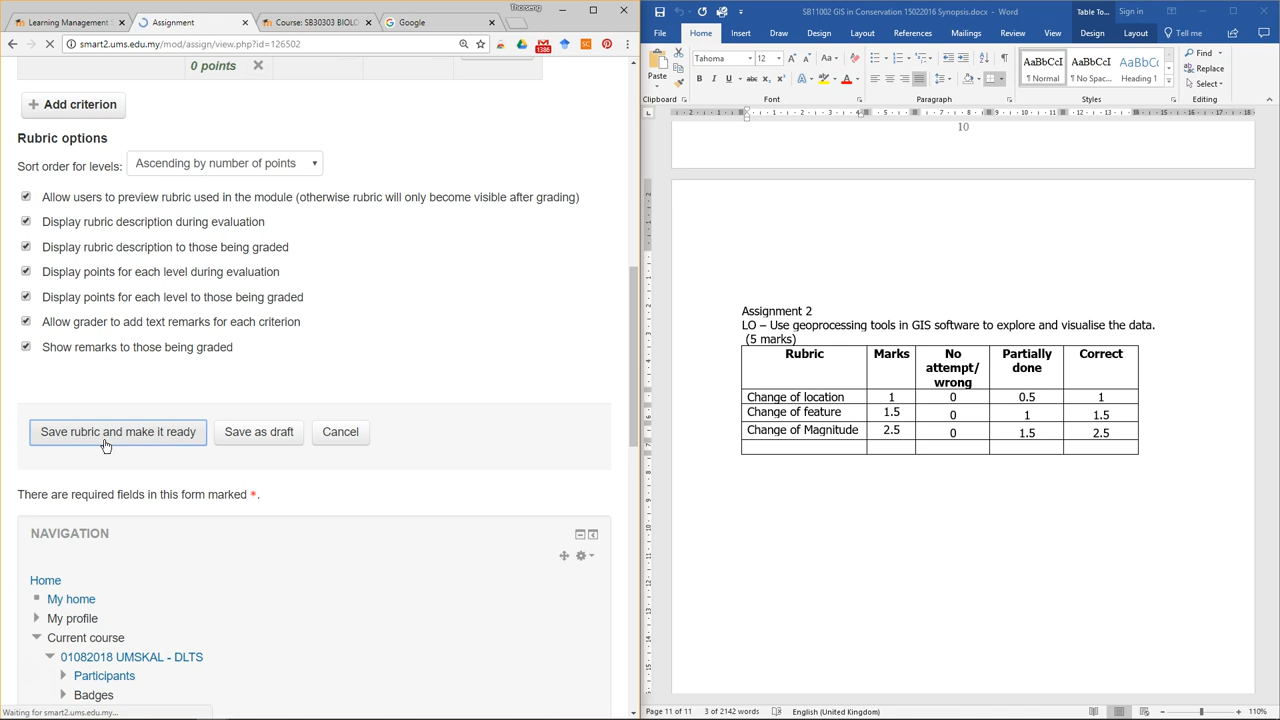 Thorseng
Learning Management
Assignment
Course: SB30303 BIOLO
Google
smart2.ums.edu.my/mod/assign/view.php?id=126502
1386
SC
0 points
Add criterion
Rubric options
Sort order for levels: Ascending by number of points
Allow users to preview rubric used in the module (otherwise rubric will only become visible after grading)
Display rubric description during evaluation
Display rubric description to those being graded
Display points for each level during evaluation
Display points for each level to those being graded
Allow grader to add text remarks for each criterion
Show remarks to those being graded
Save rubric and make it ready Save as draft Cancel
There are required fields in this form marked *.
NAVIGATION
Home
My home
My profile
Current course
01082018 UMSKAL - DLTS
Participants
Badges
Waiting for smart2.ums.edu.my...
SB11002 GIS in Conservation 15022016 Synopsis.docx - Word
Table To... Sign in
File Home Insert Draw Design Layout References Mailings Review View Design Layout Tell me
Paste
Tahoma 12
Aa
B I U abc X₂ X²
AaBbCcI AaBbCcI AaBbCc
¶ Normal ¶ No Spac... Heading 1
Find
Replace
Select
Clipboard Font Paragraph Styles Editing
10
Assignment 2
LO – Use geoprocessing tools in GIS software to explore and visualise the data.
(5 marks)
Rubric Marks No attempt/ wrong Partially done Correct
Change of location 1 0 0.5 1
Change of feature 1.5 0 1 1.5
Change of Magnitude 2.5 0 1.5 2.5
Page 11 of 11 3 of 2142 words English (United Kingdom) 110%